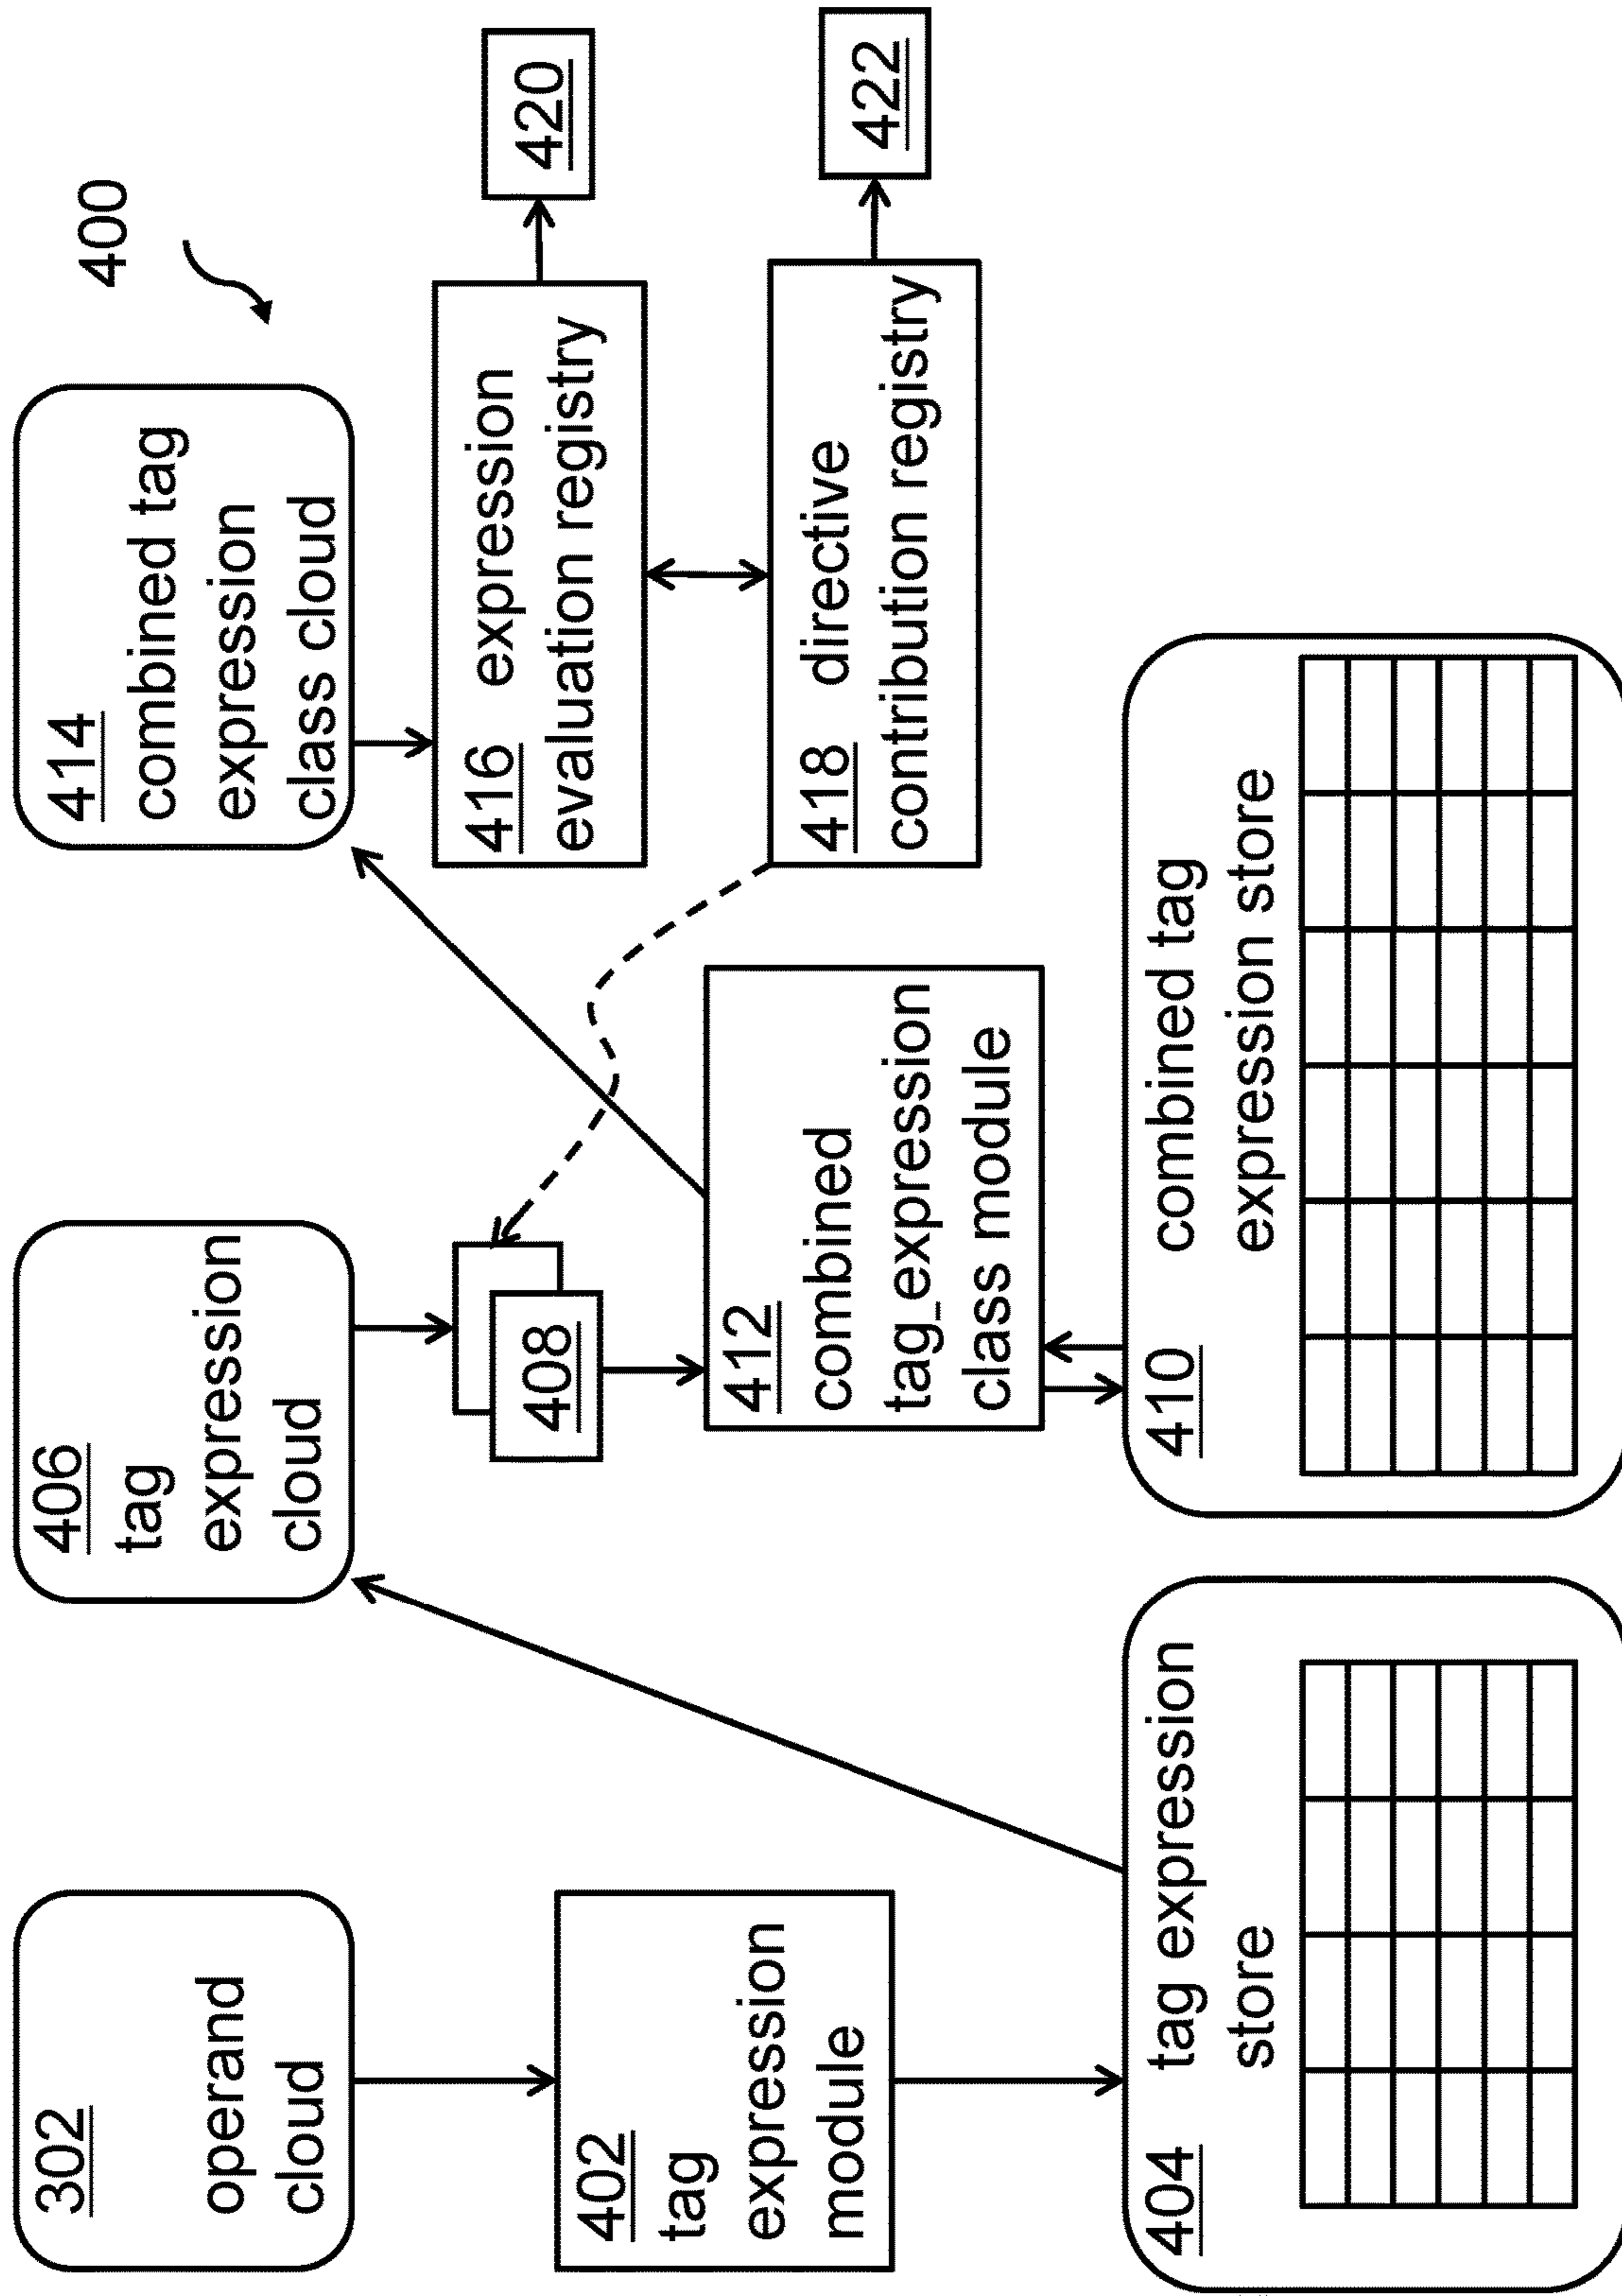 400
302
operand
cloud
402
tag
expression
module
404 tag expression
store
406
tag
expression
cloud
408
412
combined
tag_expression
class module
410 combined tag
expression store
414
combined tag
expression
class cloud
416 expression
evaluation registry
418 directive
contribution registry
420
422